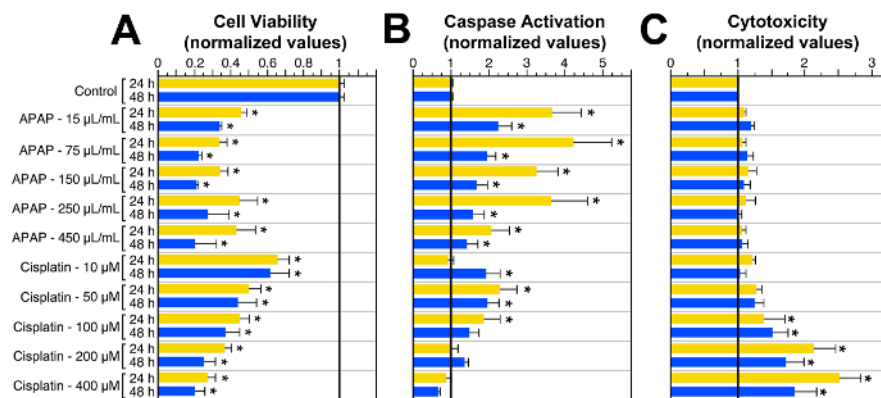 A Cell Viability (normalized values)
B Caspase Activation (normalized values)
C Cytotoxicity (normalized values)
0 0.2 0.4 0.6 0.8 1
0 1 2 3 4 5
0 1 2 3
Control 24 h
48 h
APAP - 15 µL/mL 24 h *
48 h *
APAP - 75 µL/mL 24 h *
48 h *
APAP - 150 µL/mL 24 h *
48 h *
APAP - 250 µL/mL 24 h *
48 h *
APAP - 450 µL/mL 24 h *
48 h *
Cisplatin - 10 µM 24 h *
48 h *
Cisplatin - 50 µM 24 h *
48 h *
Cisplatin - 100 µM 24 h *
48 h *
Cisplatin - 200 µM 24 h *
48 h *
Cisplatin - 400 µM 24 h *
48 h *